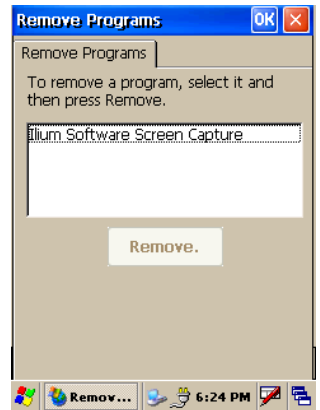 Remove Programs OK
Remove Programs
To remove a program, select it and
then press Remove.
Ilium Software Screen Capture
Remove.
Remov... 6:24 PM